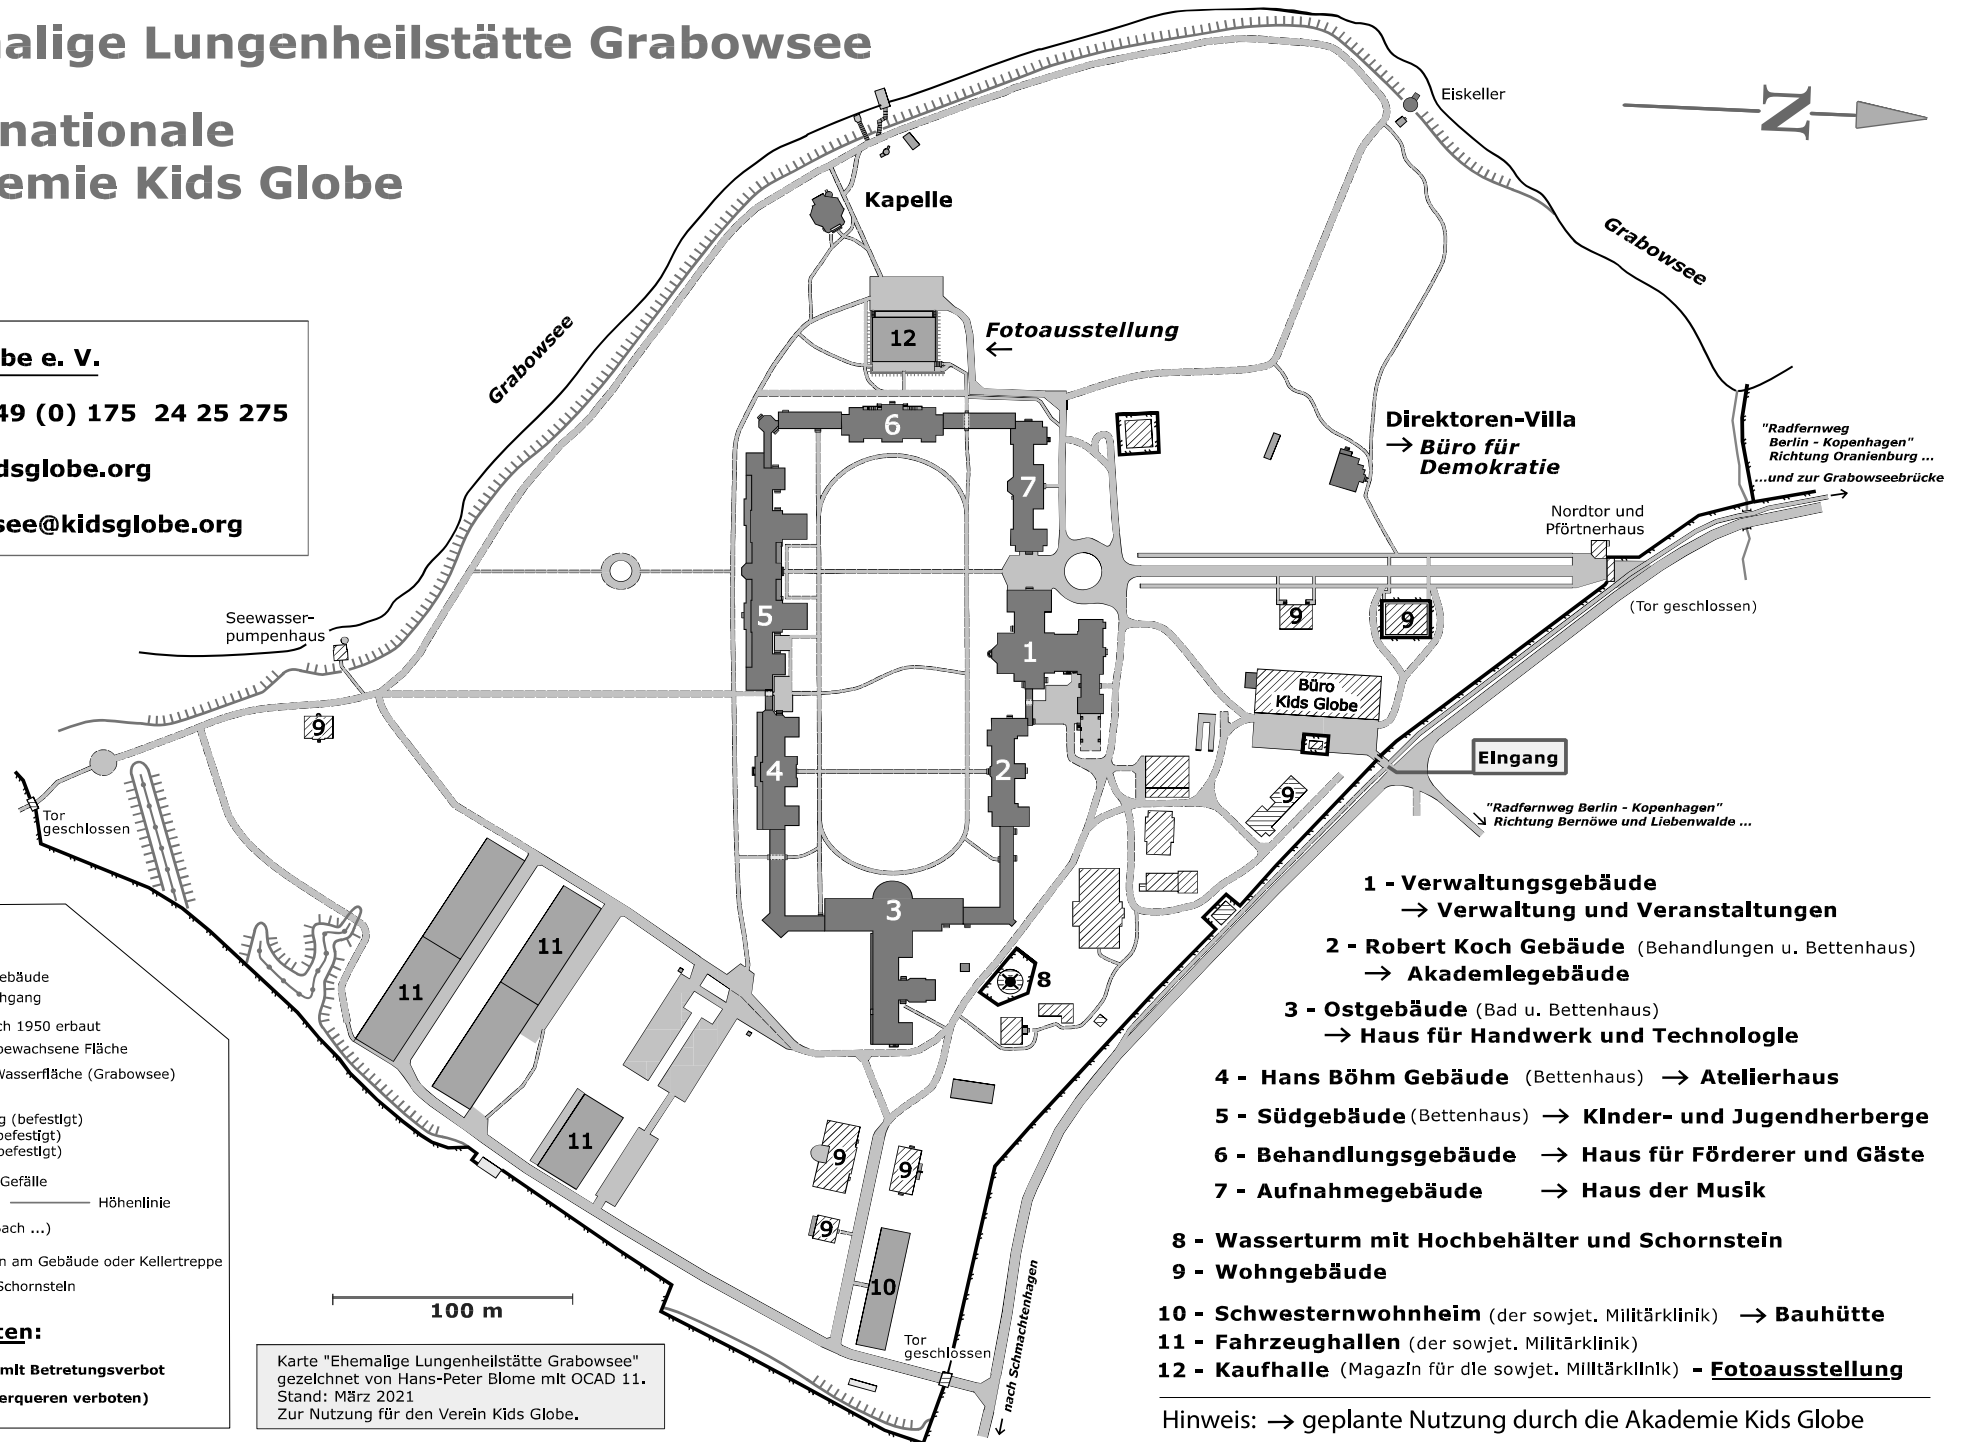 malige Lungenheilstätte Grabowsee
nationale
emie Kids Globe
be e. V.
49 (0) 175 24 25 275
dsglobe.org
see@kidsglobe.org
Eiskeller
N
Kapelle
Grabowsee
Grabowsee
12
Fotoausstellung
←
6
7
5
1
4
2
3
Direktoren-Villa
→ Büro für
Demokratie
"Radfernweg
Berlin - Kopenhagen"
Richtung Oranienburg ...
...und zur Grabowseebrücke
→
Nordtor und
Pförtnerhaus
(Tor geschlossen)
Seewasser-
pumpenhaus
9
9
9
Büro
Kids Globe
Eingang
9
"Radfernweg Berlin - Kopenhagen"
Richtung Bernöwe und Liebenwalde ...
Tor
geschlossen
11
11
11
8
9
9
9
10
Tor
geschlossen
← nach Schmachtenhagen
1 - Verwaltungsgebäude
→ Verwaltung und Veranstaltungen
2 - Robert Koch Gebäude (Behandlungen u. Bettenhaus)
→ Akademiegebäude
3 - Ostgebäude (Bad u. Bettenhaus)
→ Haus für Handwerk und Technologie
4 - Hans Böhm Gebäude (Bettenhaus) → Atelierhaus
5 - Südgebäude (Bettenhaus) → Kinder- und Jugendherberge
6 - Behandlungsgebäude → Haus für Förderer und Gäste
7 - Aufnahmegebäude → Haus der Musik
8 - Wasserturm mit Hochbehälter und Schornstein
9 - Wohngebäude
10 - Schwesternwohnheim (der sowjet. Militärklinik) → Bauhütte
11 - Fahrzeughallen (der sowjet. Militärklinik)
12 - Kaufhalle (Magazin für die sowjet. Militärklinik) - Fotoausstellung
Hinweis: → geplante Nutzung durch die Akademie Kids Globe
ebäude
hgang
ch 1950 erbaut
bewachsene Fläche
Wasserfläche (Grabowsee)
g (befestigt)
befestigt)
befestigt)
Gefälle
Höhenlinie
Bach ...)
n am Gebäude oder Kellertreppe
Schornstein
ten:
mit Betretungsverbot
erqueren verboten)
100 m
Karte "Ehemalige Lungenheilstätte Grabowsee"
gezeichnet von Hans-Peter Blome mit OCAD 11.
Stand: März 2021
Zur Nutzung für den Verein Kids Globe.